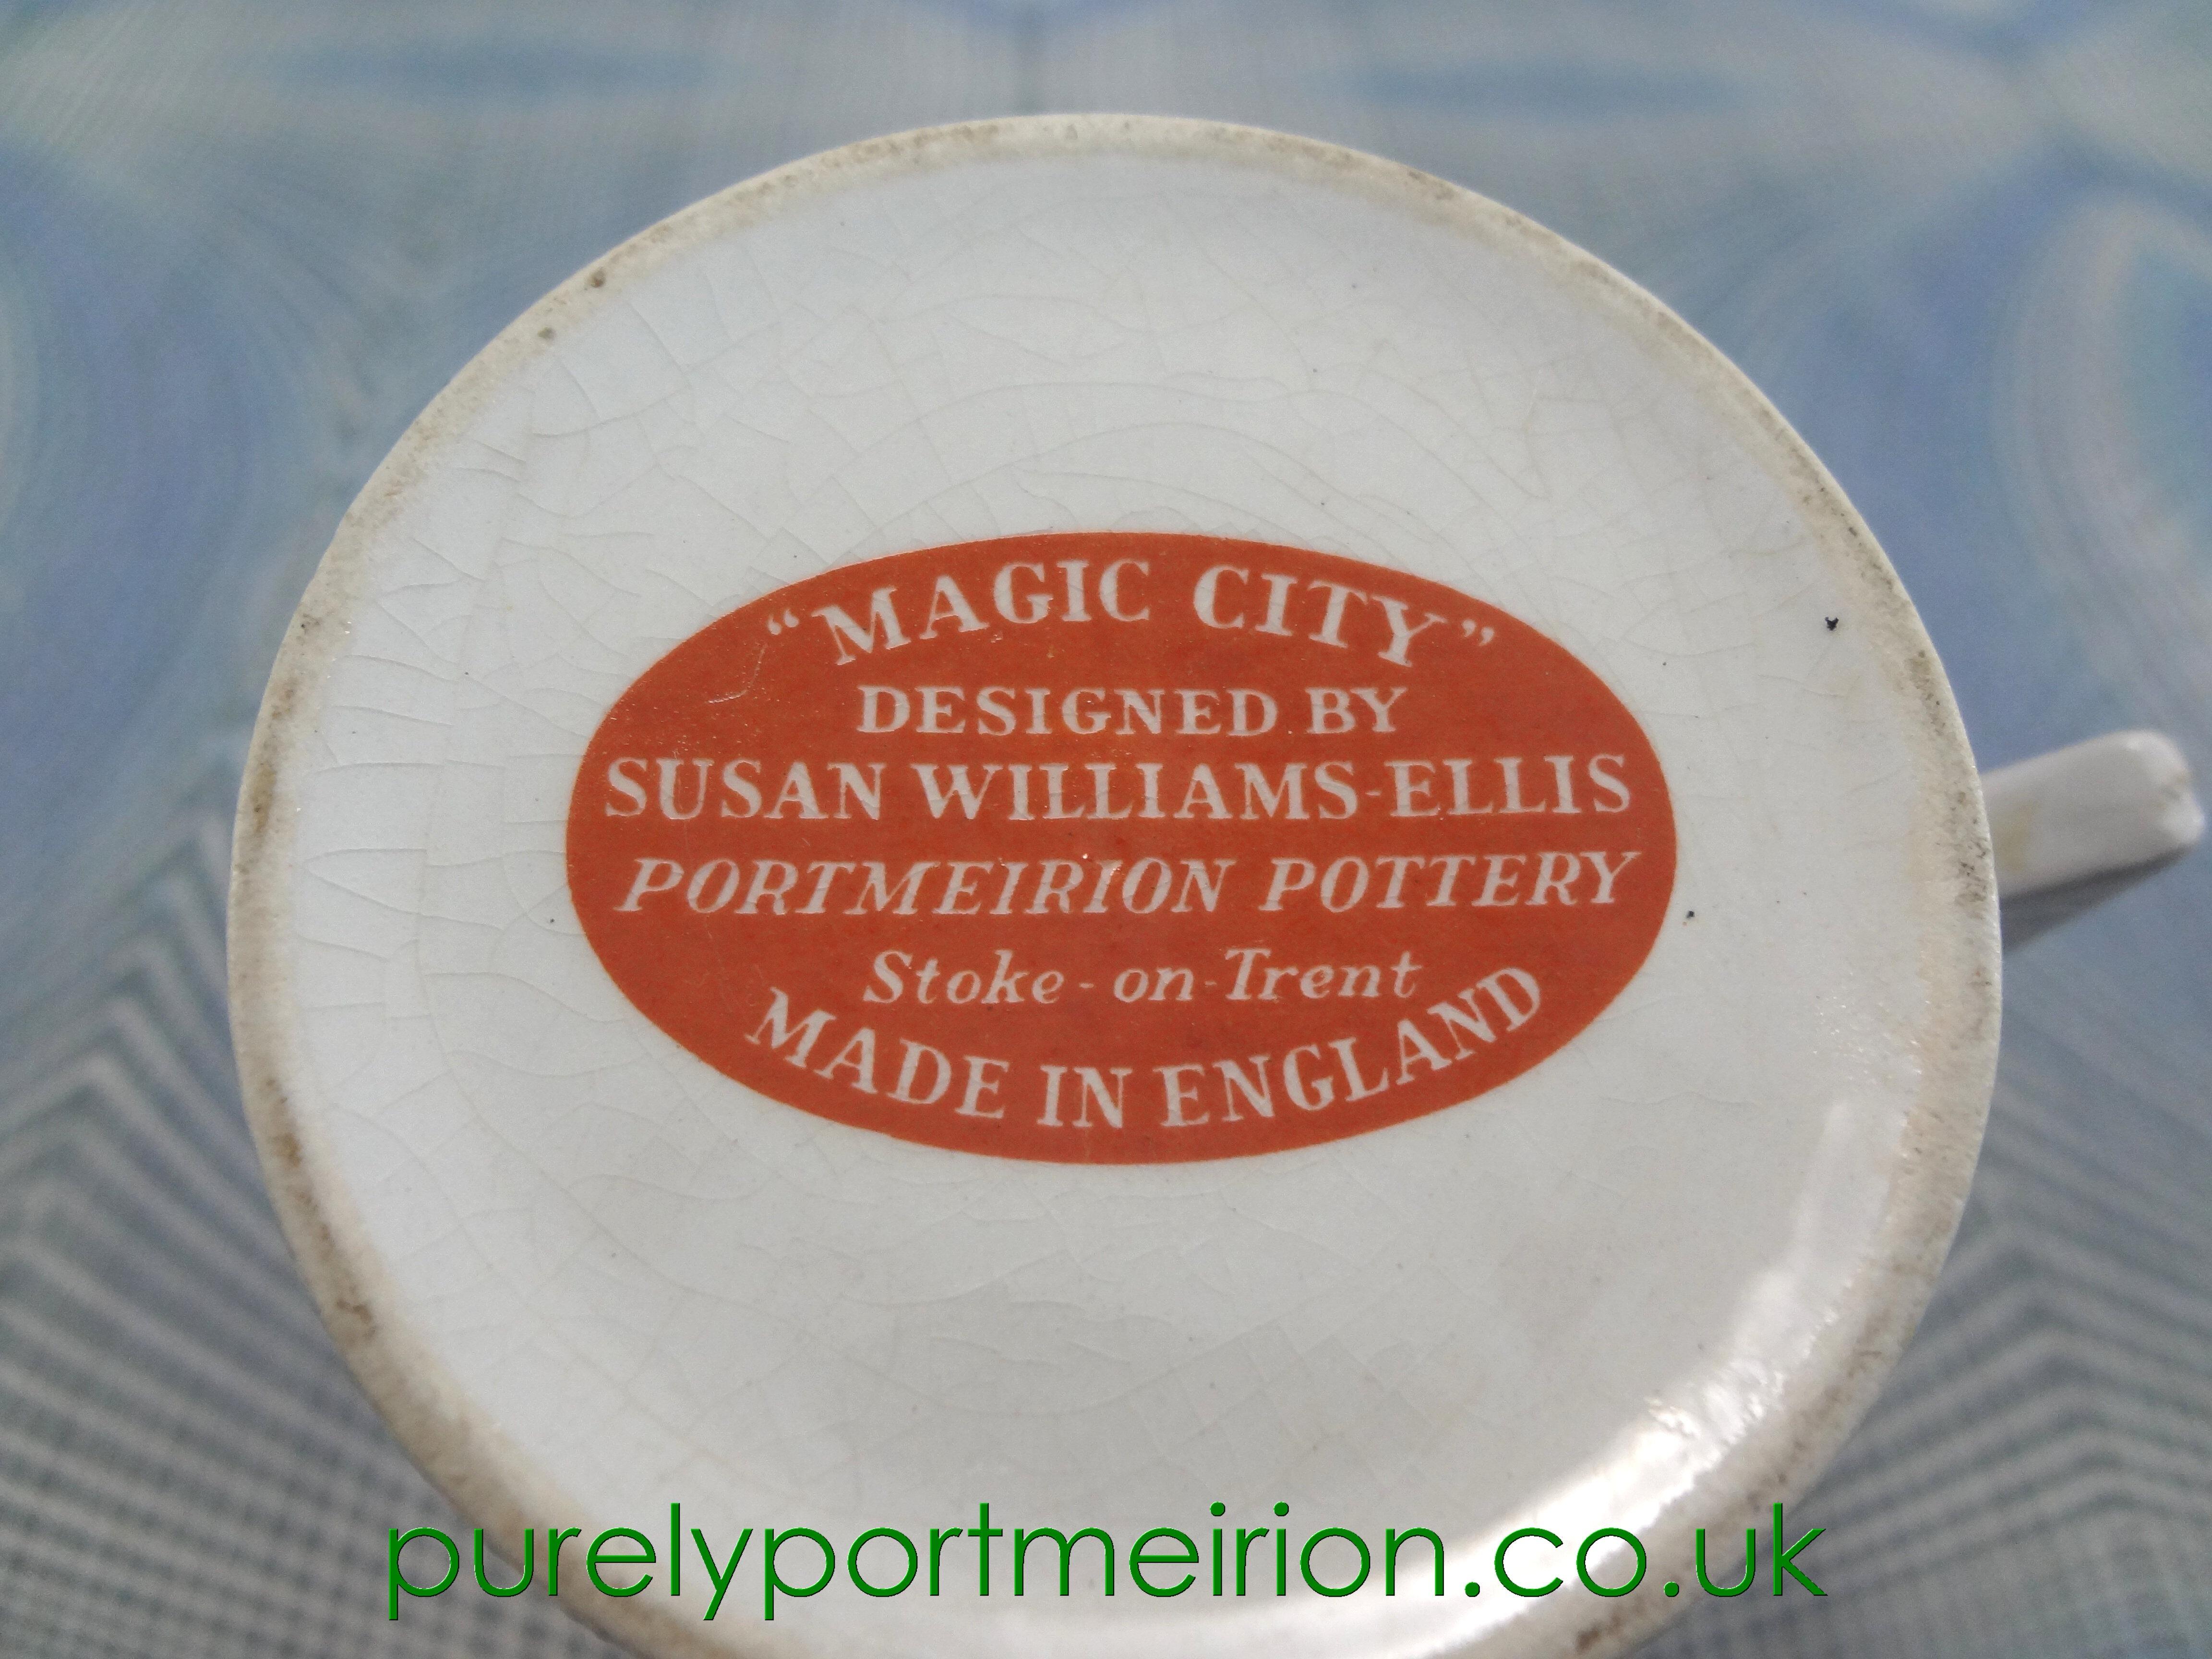 “MAGIC CITY”
DESIGNED BY
SUSAN WILLIAMS-ELLIS
PORTMEIRION POTTERY
Stoke-on-Trent
MADE IN ENGLAND
purelyportmeirion.co.uk